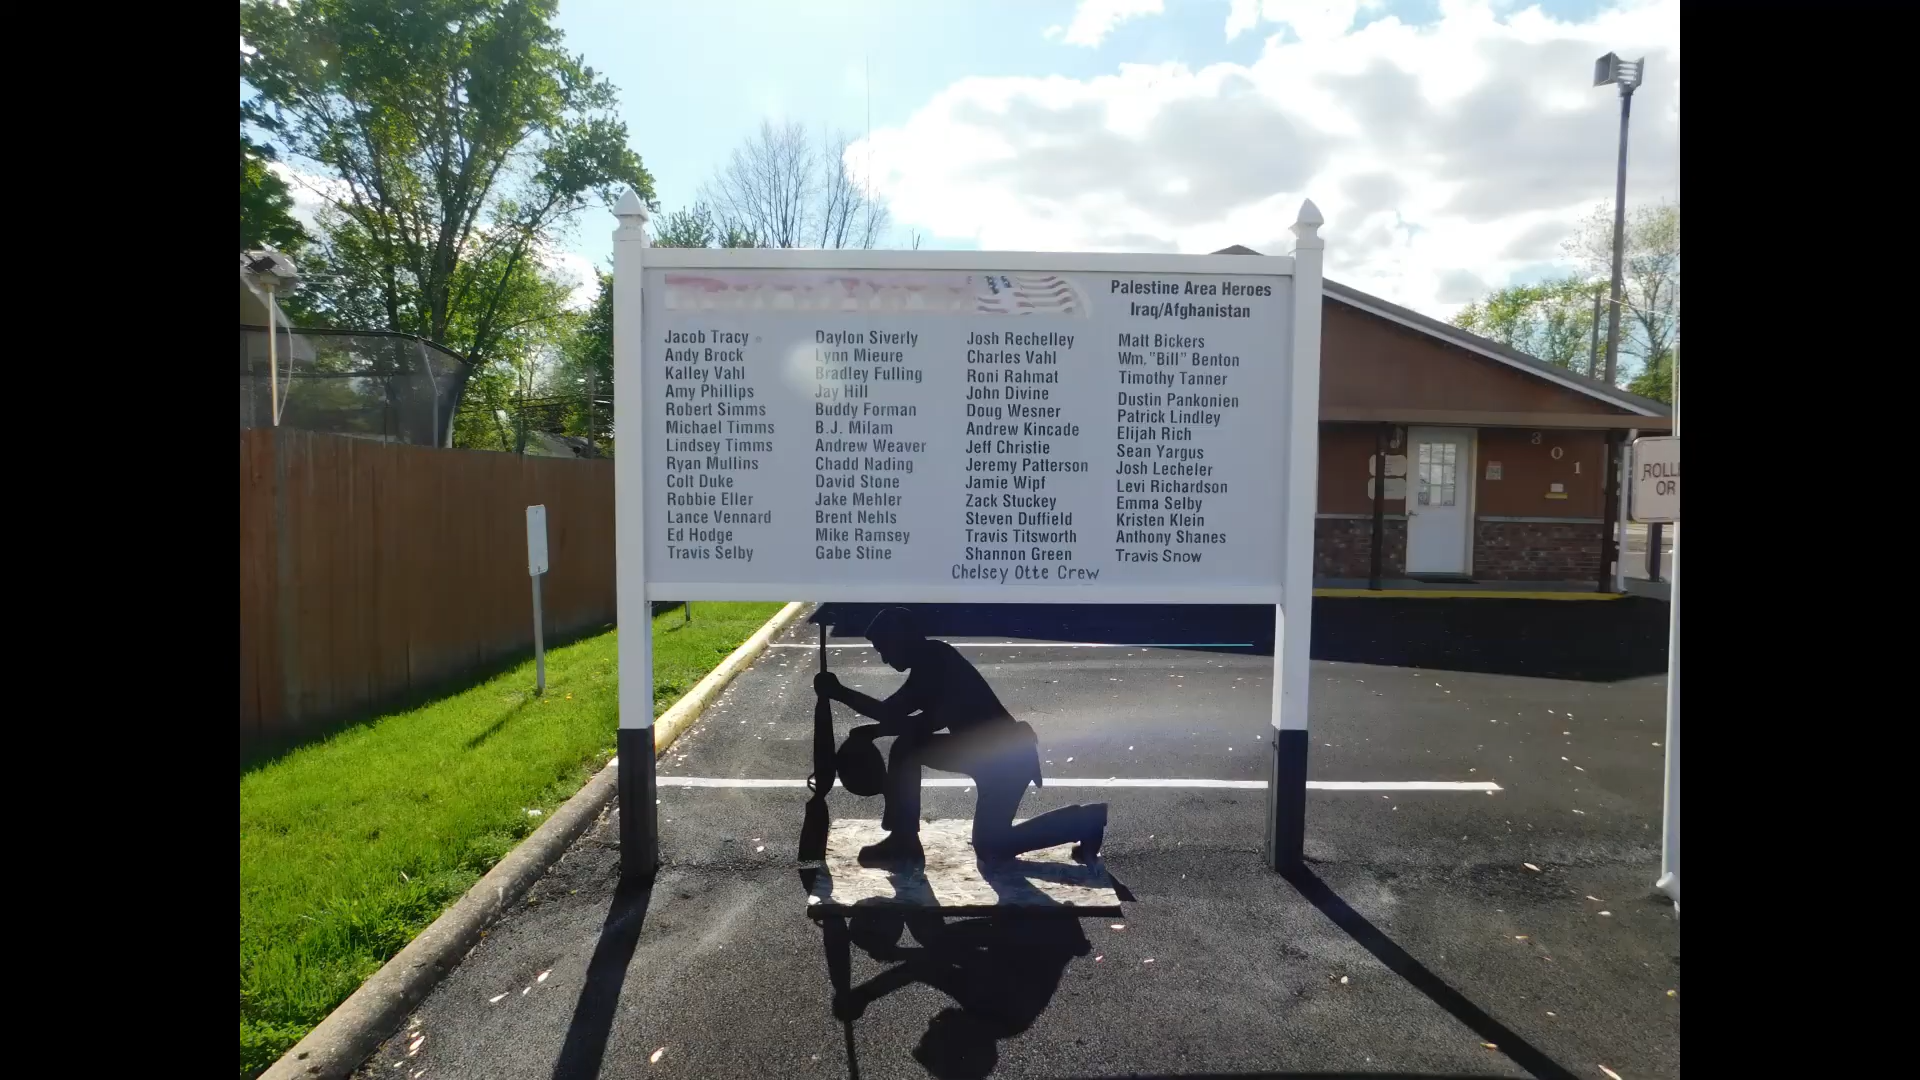 Palestine Area Heroes
Iraq/Afghanistan
Jacob Tracy
Andy Brock
Kalley Vahl
Amy Phillips
Robert Simms
Michael Timms
Lindsey Timms
Ryan Mullins
Colt Duke
Robbie Eller
Lance Vennard
Ed Hodge
Travis Selby
Daylon Siverly
Lynn Mieure
Bradley Fulling
Jay Hill
Buddy Forman
B.J. Milam
Andrew Weaver
Chadd Nading
David Stone
Jake Mehler
Brent Nehls
Mike Ramsey
Gabe Stine
Josh Rechelley
Charles Vahl
Roni Rahmat
John Divine
Doug Wesner
Andrew Kincade
Jeff Christie
Jeremy Patterson
Jamie Wipf
Zack Stuckey
Steven Duffield
Travis Titsworth
Shannon Green
Chelsey Otte Crew
Matt Bickers
Wm. "Bill" Benton
Timothy Tanner
Dustin Pankonien
Patrick Lindley
Elijah Rich
Sean Yargus
Josh Lecheler
Levi Richardson
Emma Selby
Kristen Klein
Anthony Shanes
Travis Snow
301
ROLL
OR